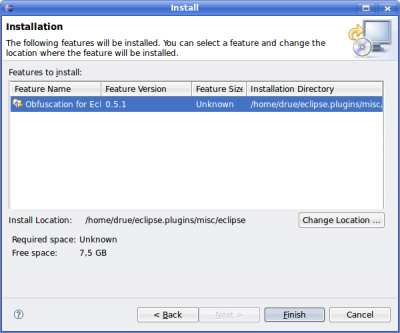 Install
Installation
The following features will be installed. You can select a feature and change the
location where the feature will be installed.
Features to install:
Feature Name Feature Version Feature Size Installation Directory
Obfuscation for Ecl 0.5.1 Unknown /home/drue/eclipse.plugins/misc/
Install Location: /home/drue/eclipse.plugins/misc/eclipse Change Location ...
Required space: Unknown
Free space: 7,5 GB
< Back Next > Finish Cancel